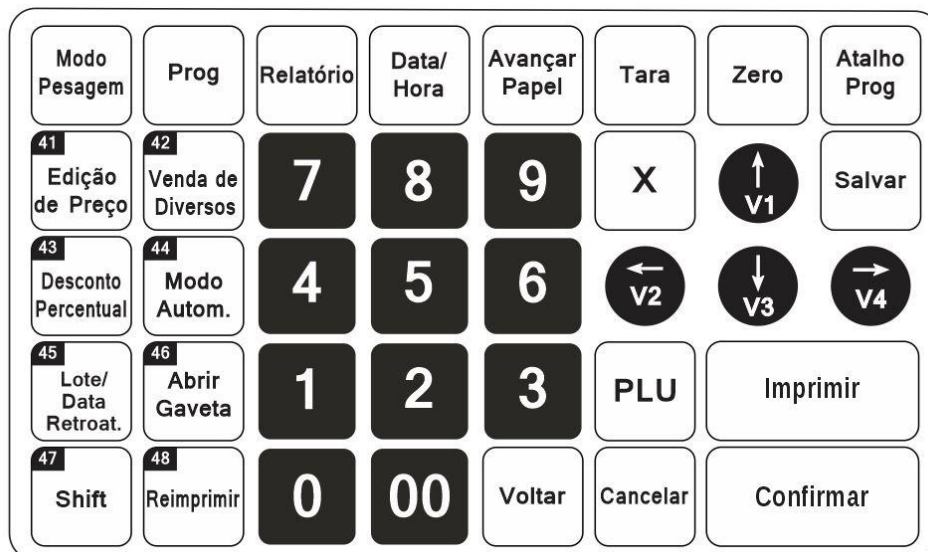 Modo
Pesagem
Prog
Relatório
Data/
Hora
Avançar
Papel
Tara
Zero
Atalho
Prog
41
Edição
de Preço
42
Venda de
Diversos
7
8
9
X
↑
V1
Salvar
43
Desconto
Percentual
44
Modo
Autom.
4
5
6
←
V2
↓
V3
→
V4
45
Lote/
Data
Retroat.
46
Abrir
Gaveta
1
2
3
PLU
Imprimir
47
Shift
48
Reimprimir
0
00
Voltar
Cancelar
Confirmar